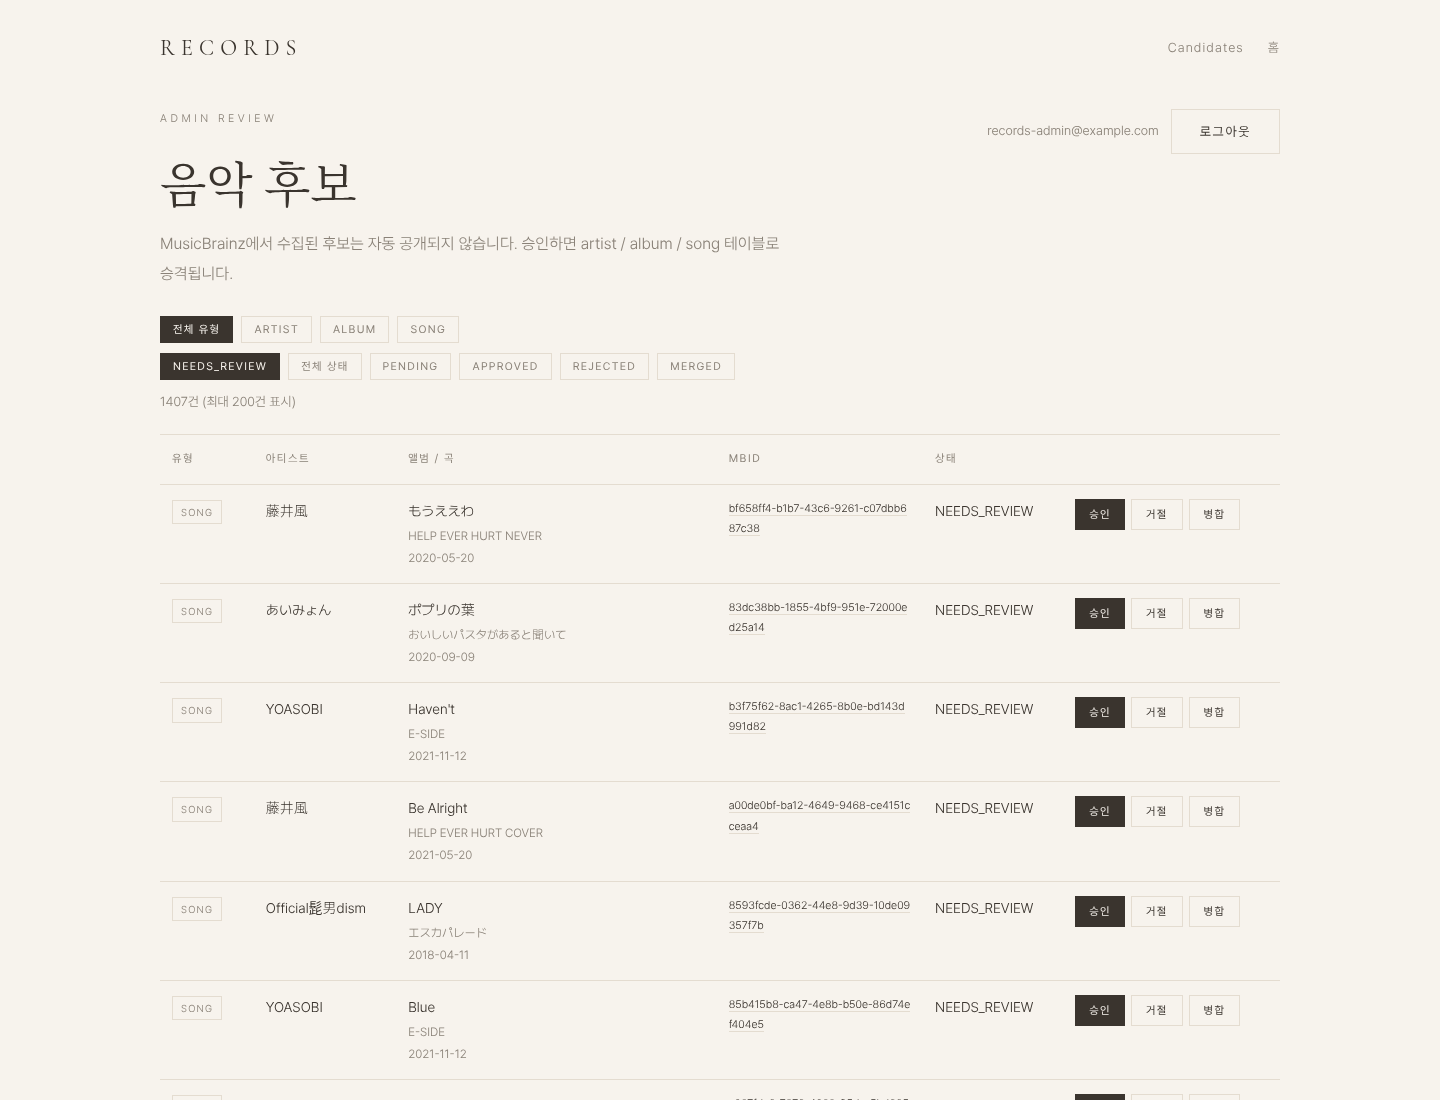 RECORDS
Candidates 홈
ADMIN REVIEW
records-admin@example.com 로그아웃
음악 후보
MusicBrainz에서 수집된 후보는 자동 공개되지 않습니다. 승인하면 artist / album / song 테이블로
승격됩니다.
전체 유형 ARTIST ALBUM SONG
NEEDS_REVIEW 전체 상태 PENDING APPROVED REJECTED MERGED
1407건 (최대 200건 표시)
유형 아티스트 앨범 / 곡 MBID 상태
SONG 藤井風 もうええわ bf658ff4-b1b7-43c6-9261-c07dbb6 NEEDS_REVIEW 승인 거절 병합
HELP EVER HURT NEVER 87c38
2020-05-20
SONG あいみょん ポプリの葉 83dc38bb-1855-4bf9-951e-72000e NEEDS_REVIEW 승인 거절 병합
おいしいパスタがあると聞いて d25a14
2020-09-09
SONG YOASOBI Haven't b3f75f62-8ac1-4265-8b0e-bd143d NEEDS_REVIEW 승인 거절 병합
E-SIDE 991d82
2021-11-12
SONG 藤井風 Be Alright a00de0bf-ba12-4649-9468-ce4151c NEEDS_REVIEW 승인 거절 병합
HELP EVER HURT COVER ceaa4
2021-05-20
SONG Official髭男dism LADY 8593fcde-0362-44e8-9d39-10de09 NEEDS_REVIEW 승인 거절 병합
エスカパレード 357f7b
2018-04-11
SONG YOASOBI Blue 85b415b8-ca47-4e8b-b50e-86d74e NEEDS_REVIEW 승인 거절 병합
E-SIDE f404e5
2021-11-12